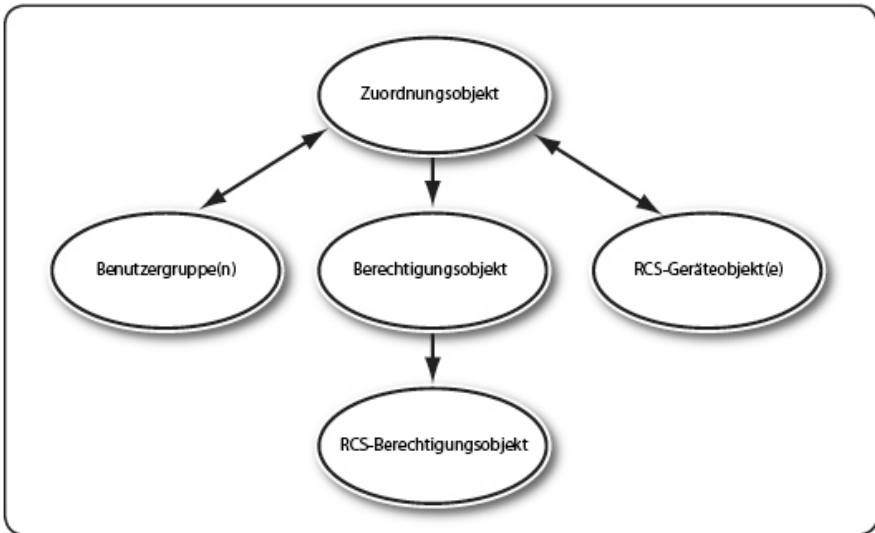 Zuordnungsobjekt
Benutzergruppe(n)
Berechtigungsobjekt
RCS-Geräteobjekt(e)
RCS-Berechtigungsobjekt